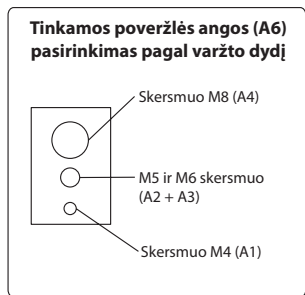 Tinkamos poveržlės angos (A6)
pasirinkimas pagal varžto dydį
Skersmuo M8 (A4)
M5 ir M6 skersmuo
(A2 + A3)
Skersmuo M4 (A1)